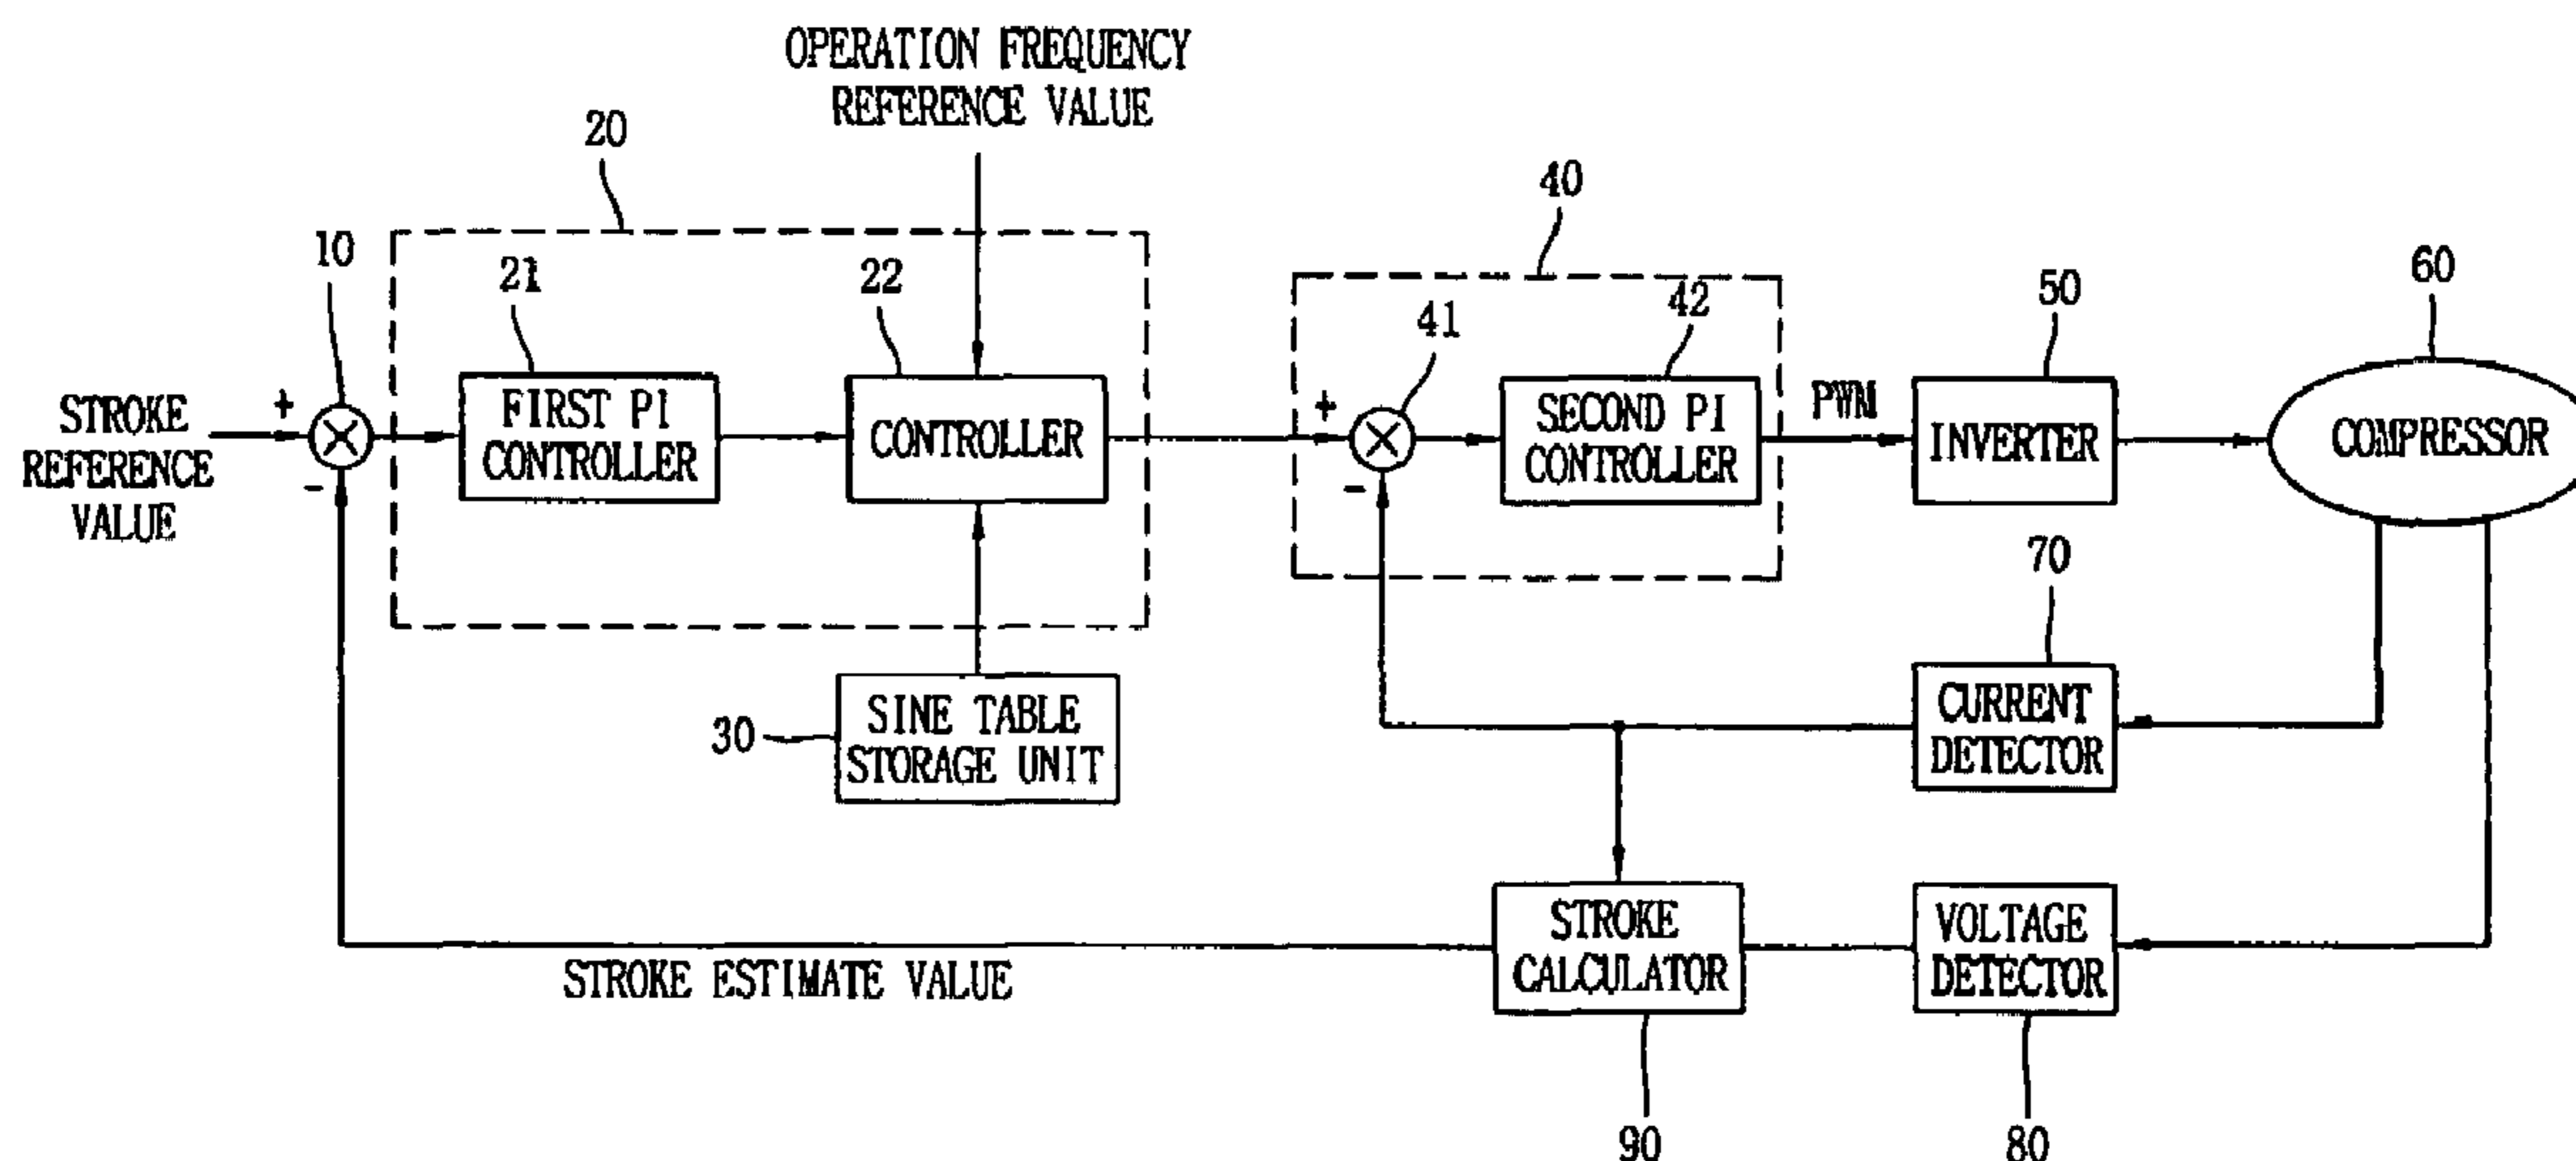 OPERATION FREQUENCY
REFERENCE VALUE
20
40
10
21
22
41
42
50
60
STROKE
REFERENCE
VALUE
+
-
FIRST PI
CONTROLLER
CONTROLLER
+
-
SECOND PI
CONTROLLER
PWM
INVERTER
COMPRESSOR
70
30
SINE TABLE
STORAGE UNIT
CURRENT
DETECTOR
STROKE
CALCULATOR
VOLTAGE
DETECTOR
STROKE ESTIMATE VALUE
90
80